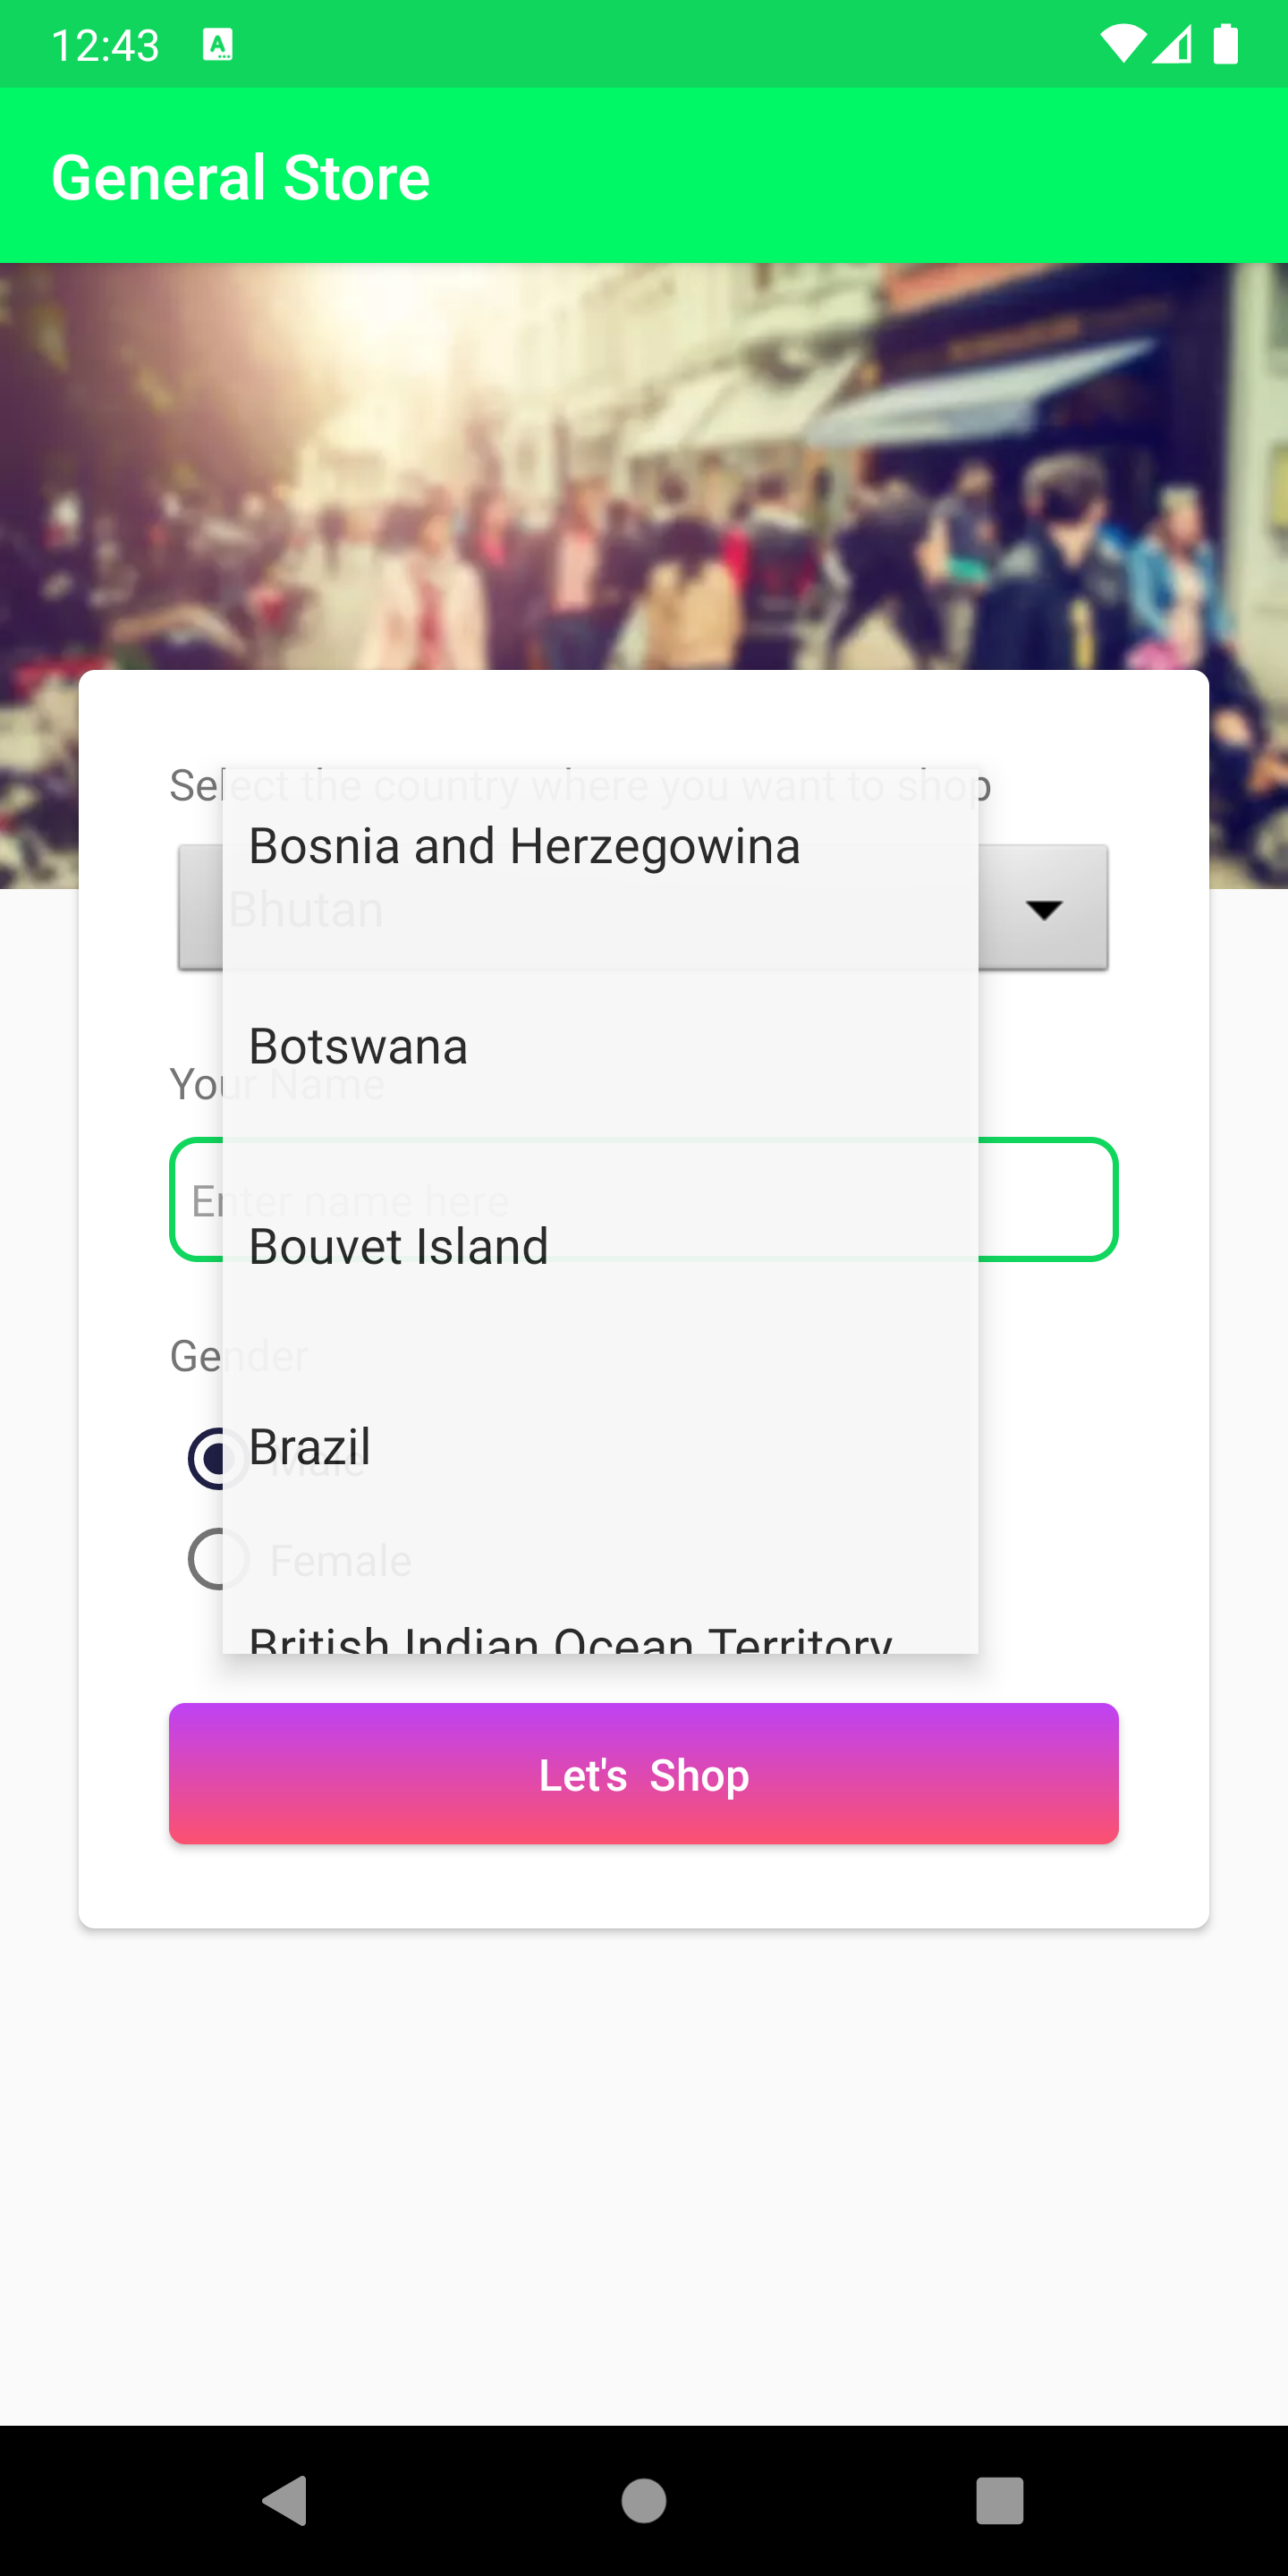 12:43
General Store
Select the country where you want to shop
Bosnia and Herzegowina
Bhutan
Botswana
Your Name
Enter name here
Bouvet Island
Gender
Brazil
Male
Female
British Indian Ocean Territory
Let's Shop